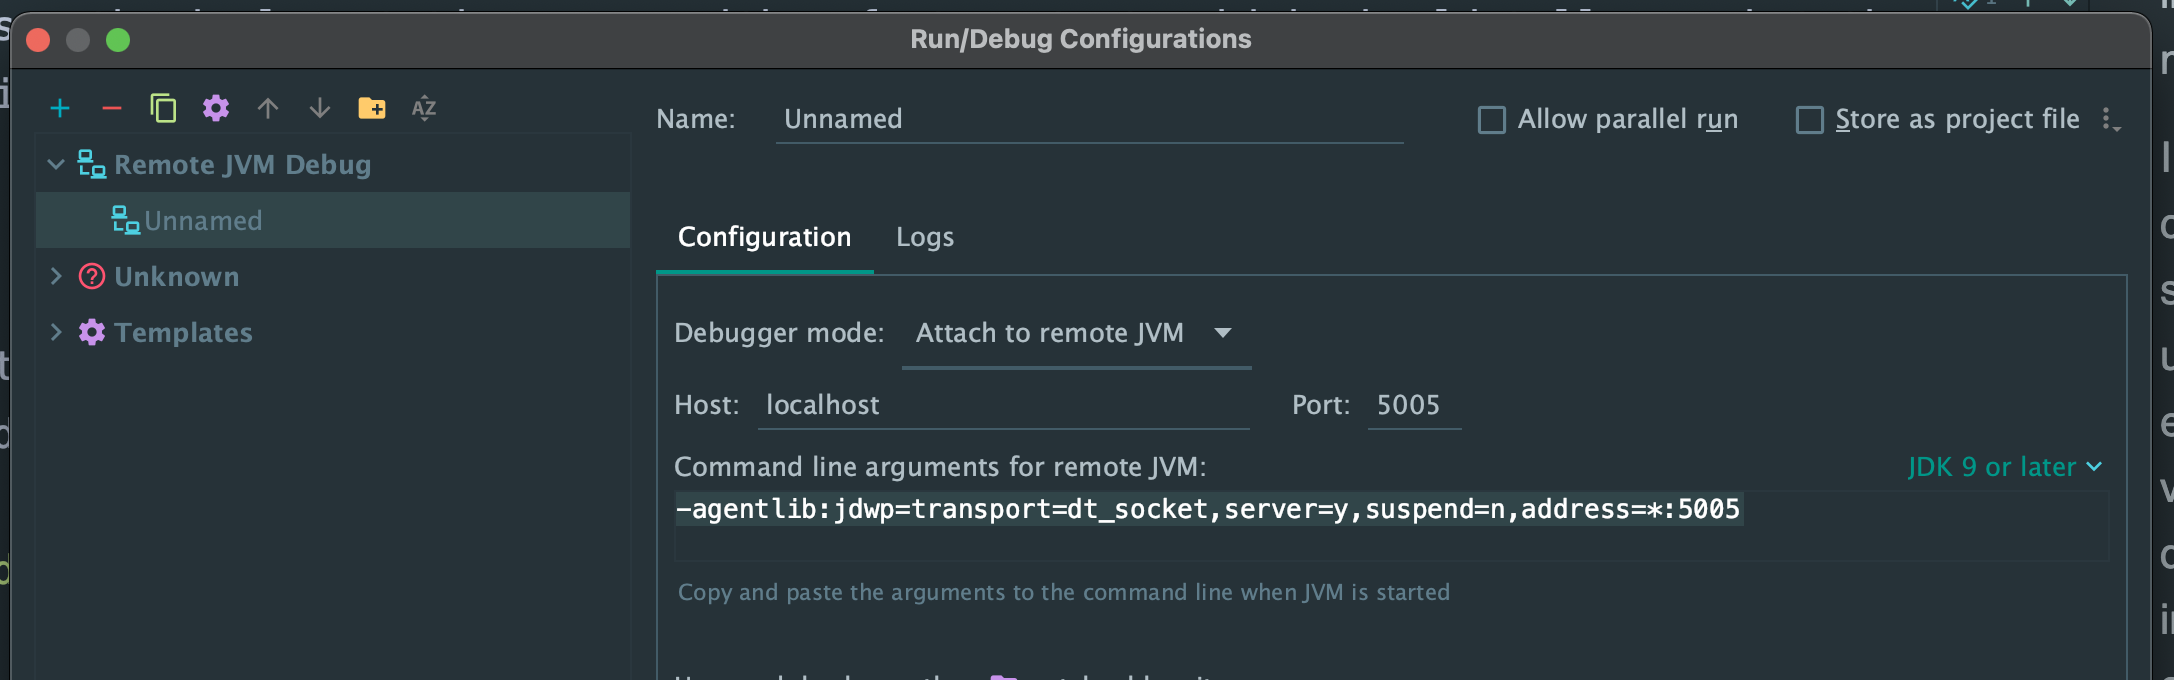 Run/Debug Configurations
Name: Unnamed
Allow parallel run
Store as project file
Remote JVM Debug
Unnamed
Unknown
Templates
Configuration Logs
Debugger mode: Attach to remote JVM
Host: localhost Port: 5005
Command line arguments for remote JVM: JDK 9 or later
-agentlib:jdwp=transport=dt_socket,server=y,suspend=n,address=*:5005
Copy and paste the arguments to the command line when JVM is started